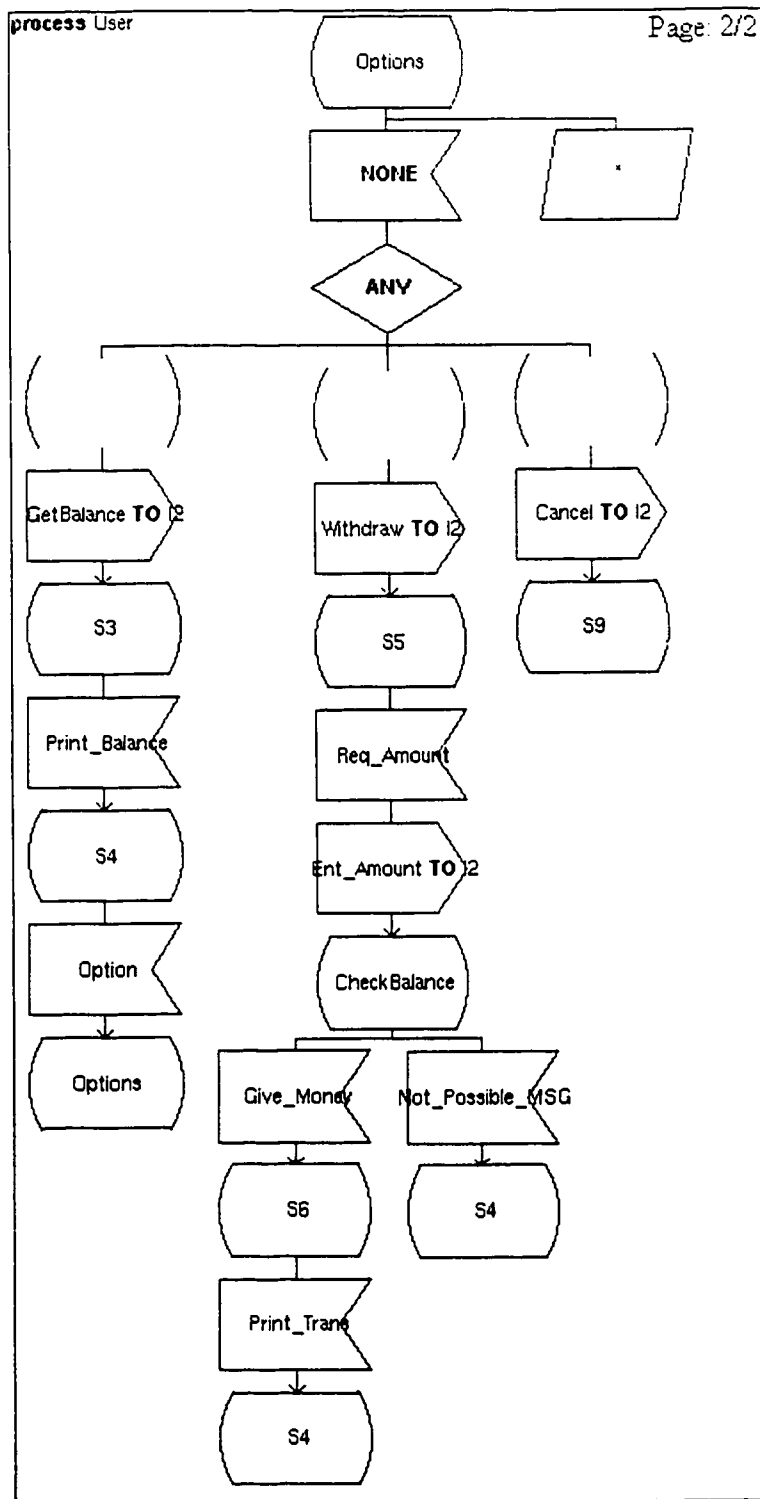 process User
Page: 2/2
Options
NONE
*
ANY
GetBalance TO I2
Withdraw TO I2
Cancel TO I2
S3
S5
S9
Print_Balance
Req_Amount
S4
Ent_Amount TO I2
Option
CheckBalance
Options
Give_Money
Not_Possible_MSG
S6
S4
Print_Trans
S4